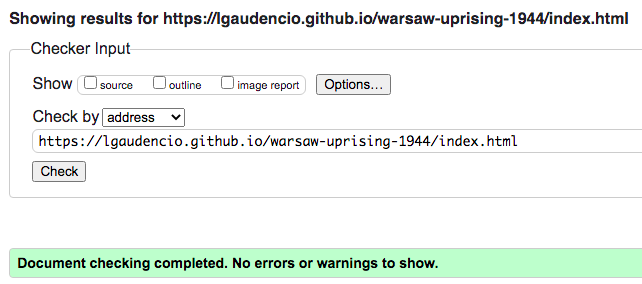 Showing results for https://lgaudencio.github.io/warsaw-uprising-1944/index.html
Checker Input
Show source outline image report Options...
Check by address
https://lgaudencio.github.io/warsaw-uprising-1944/index.html
Check
Document checking completed. No errors or warnings to show.